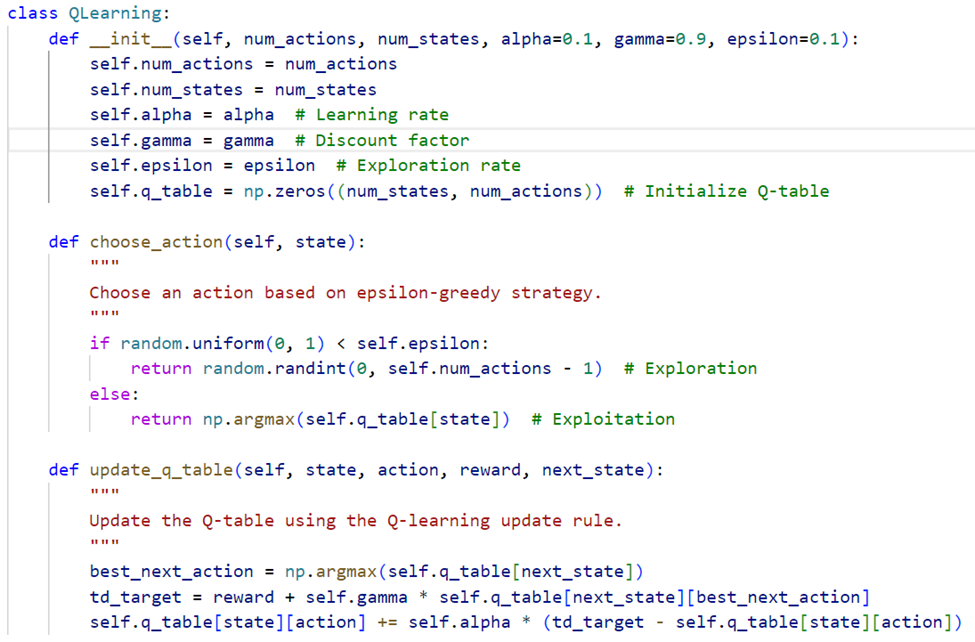 class QLearning:
    def __init__(self, num_actions, num_states, alpha=0.1, gamma=0.9, epsilon=0.1):
        self.num_actions = num_actions
        self.num_states = num_states
        self.alpha = alpha  # Learning rate
        self.gamma = gamma  # Discount factor
        self.epsilon = epsilon  # Exploration rate
        self.q_table = np.zeros((num_states, num_actions))  # Initialize Q-table

    def choose_action(self, state):
        """
        Choose an action based on epsilon-greedy strategy.
        """
        if random.uniform(0, 1) < self.epsilon:
            return random.randint(0, self.num_actions - 1)  # Exploration
        else:
            return np.argmax(self.q_table[state])  # Exploitation

    def update_q_table(self, state, action, reward, next_state):
        """
        Update the Q-table using the Q-learning update rule.
        """
        best_next_action = np.argmax(self.q_table[next_state])
        td_target = reward + self.gamma * self.q_table[next_state][best_next_action]
        self.q_table[state][action] += self.alpha * (td_target - self.q_table[state][action])